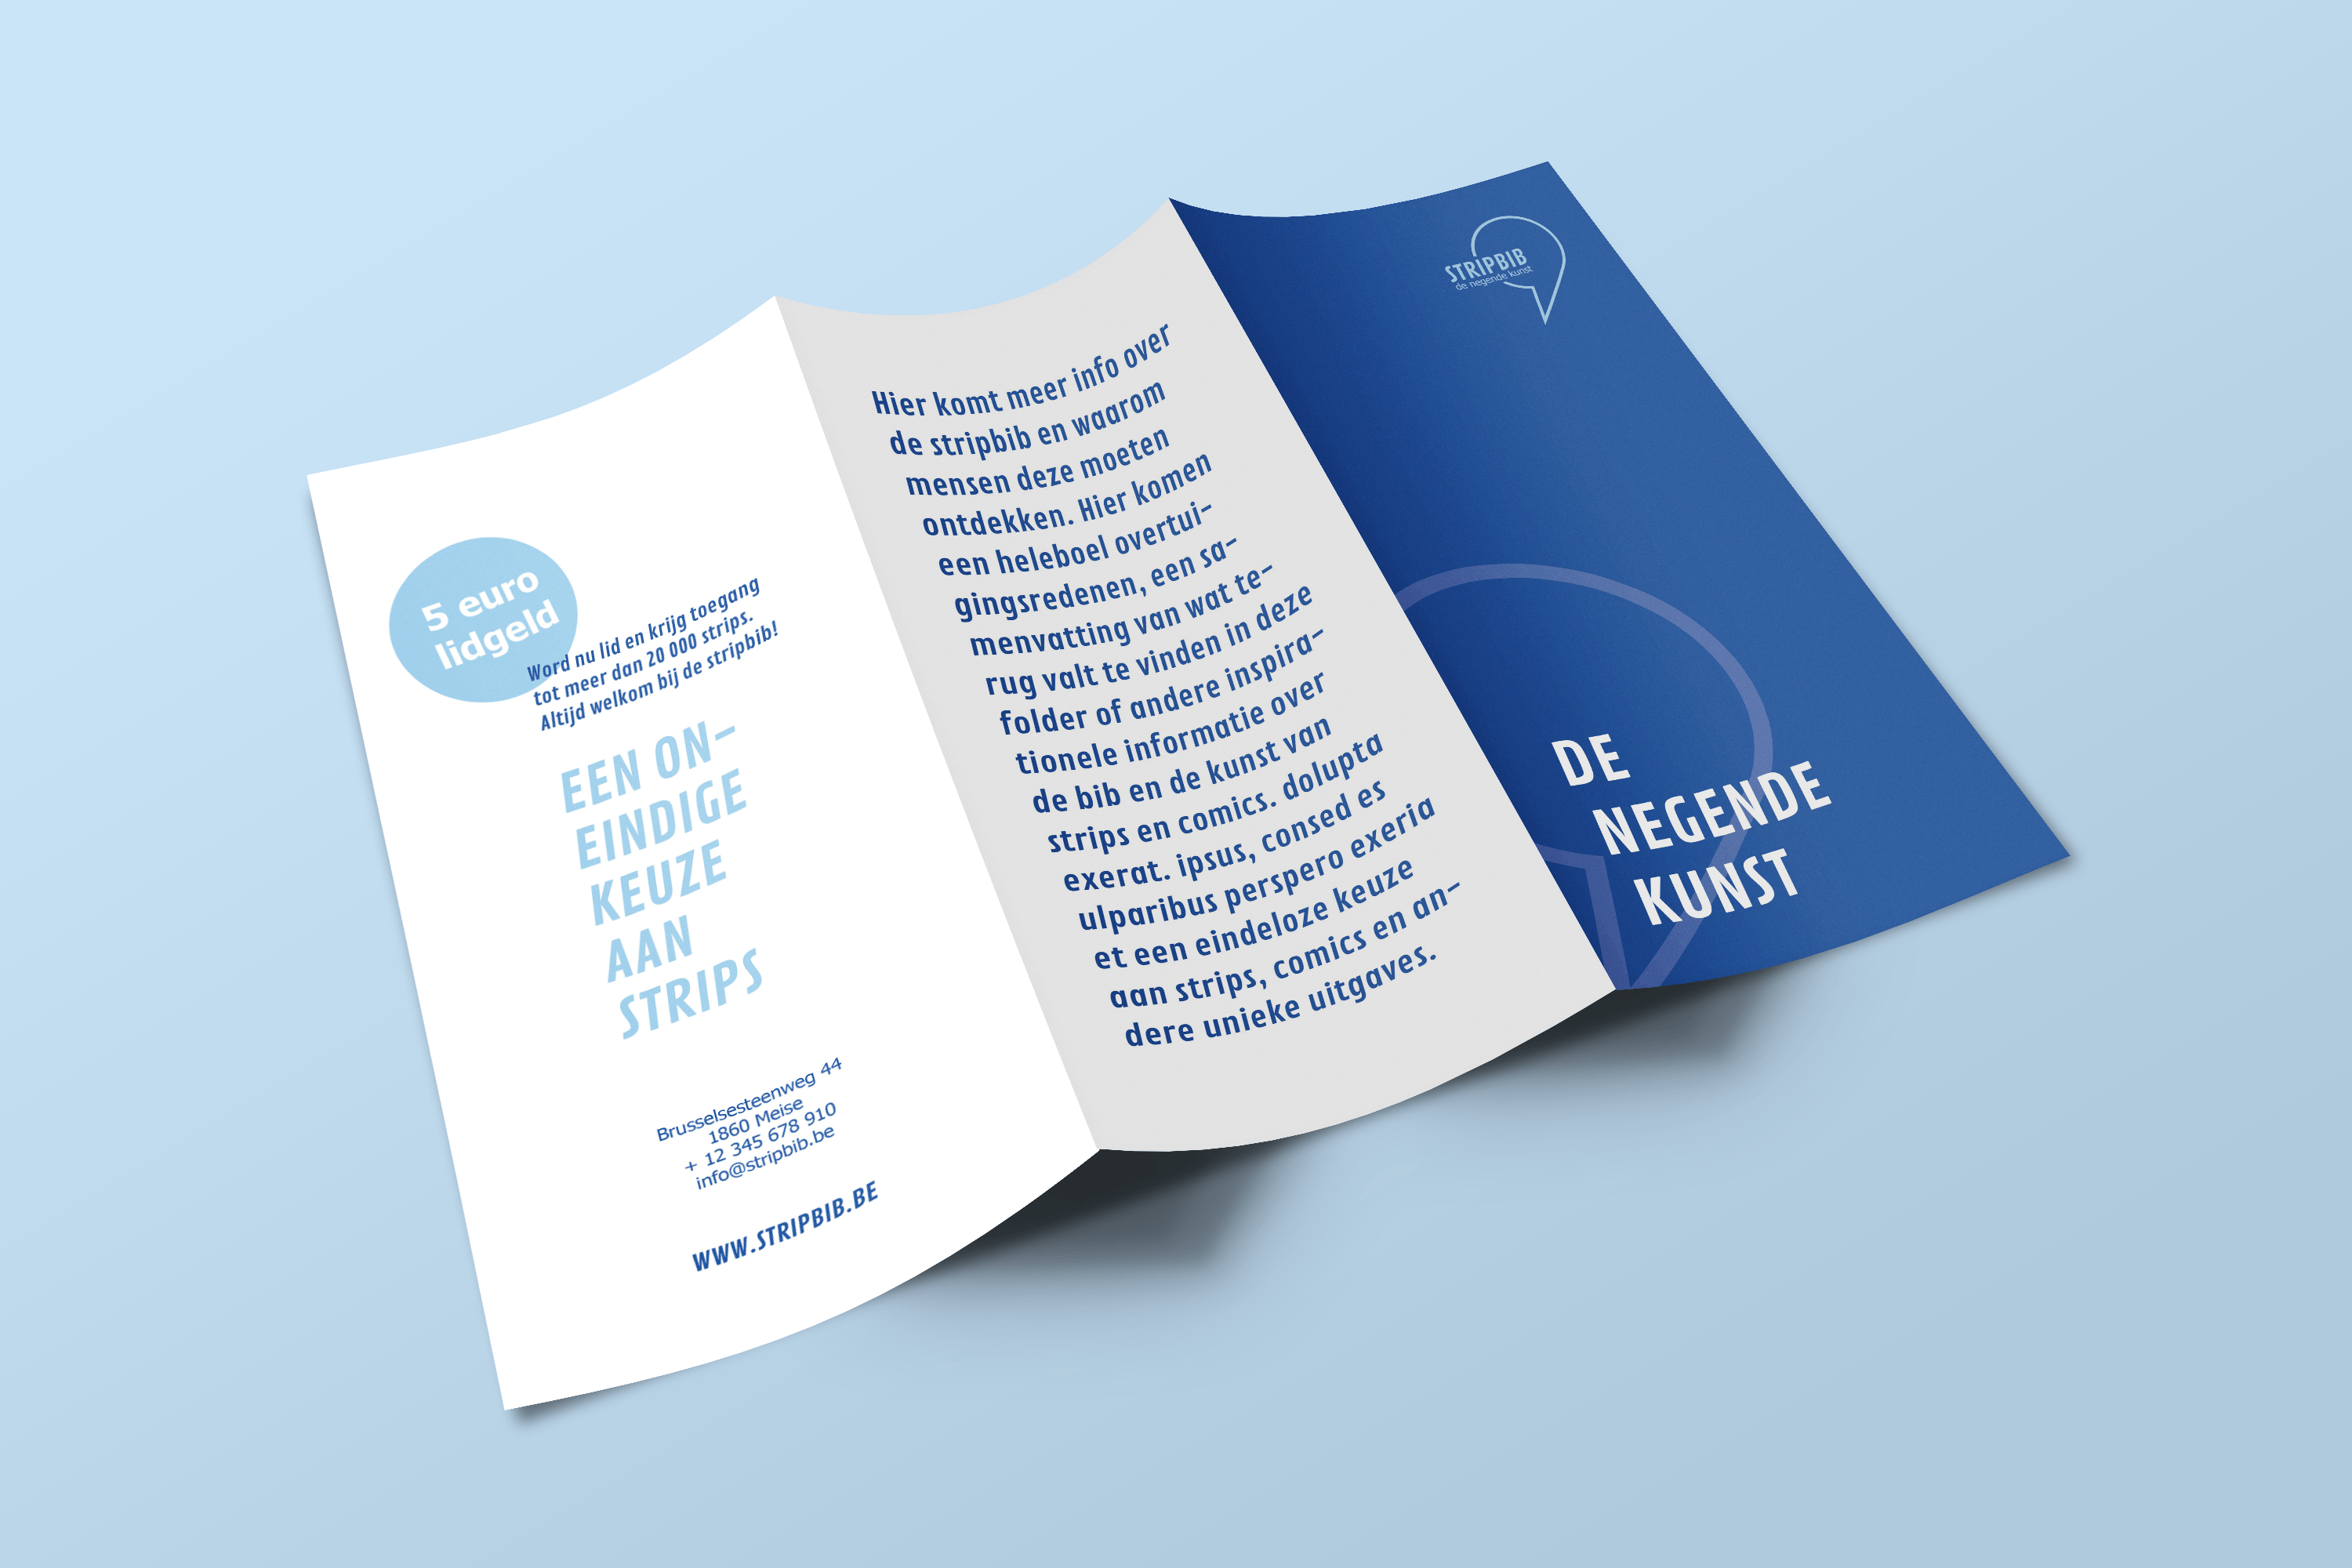 5 euro
lidgeld
Word nu lid en krijg toegang
tot meer dan 20 000 strips.
Altijd welkom bij de stripbib!
EEN ON-
EINDIGE
KEUZE
AAN
STRIPS
Brusselsesteenweg 44
1860 Meise
+ 12 345 678 910
info@stripbib.be
WWW.STRIPBIB.BE
Hier komt meer info over
de stripbib en waarom
mensen deze moeten
ontdekken. Hier komen
een heleboel overtui-
gingsredenen, een sa-
menvatting van wat te-
rug valt te vinden in deze
folder of andere inspira-
tionele informatie over
de bib en de kunst van
strips en comics. dolupta
exerat. ipsus, consed es
ulparibus perspero exeria
et een eindeloze keuze
aan strips, comics en an-
dere unieke uitgaves.
STRIPBIB
de negende kunst
DE
NEGENDE
KUNST